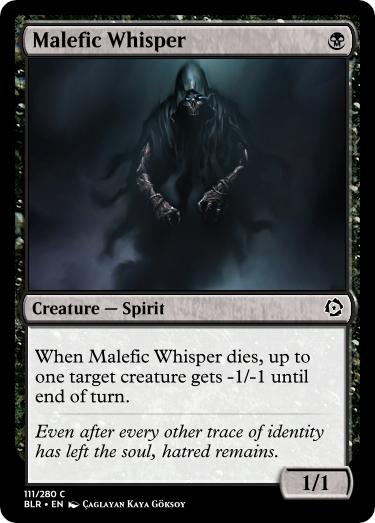 Malefic Whisper
Creature — Spirit
When Malefic Whisper dies, up to
one target creature gets -1/-1 until
end of turn.
Even after every other trace of identity
has left the soul, hatred remains.
1/1
111/280 C
BLR • EN Çaglayan Kaya Göksoy